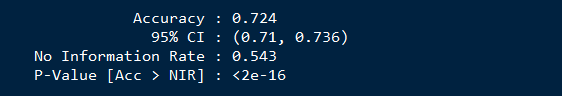 Accuracy : 0.724
95% CI : (0.71, 0.736)
No Information Rate : 0.543
P-Value [Acc > NIR] : <2e-16